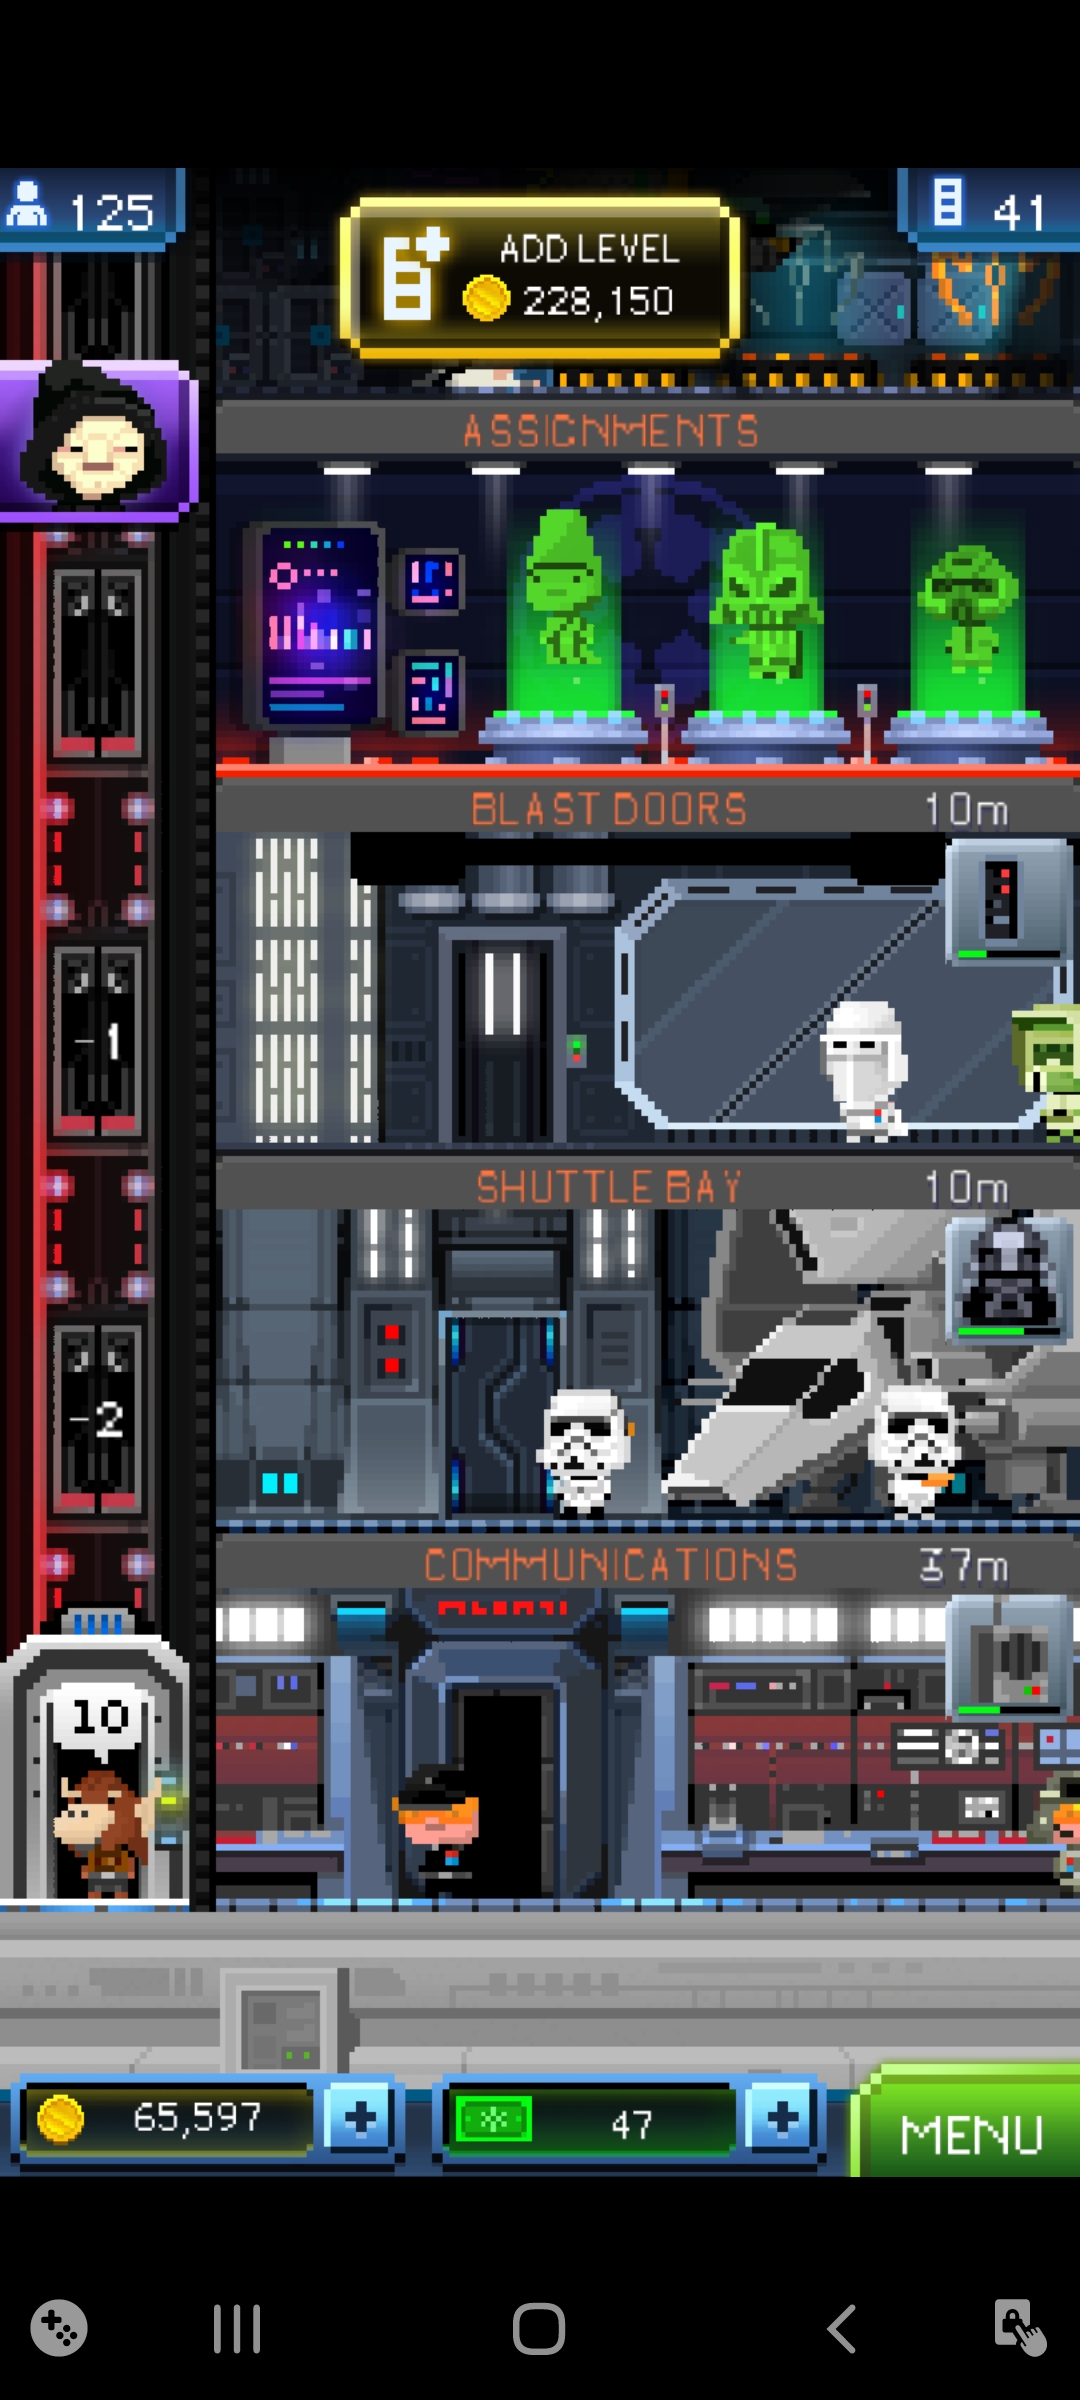 125
ADD LEVEL
228,150
41
ASSIGNMENTS
BLAST DOORS 10m
-1
SHUTTLE BAY 10m
-2
COMMUNICATIONS 37m
10
65,597
47
MENU